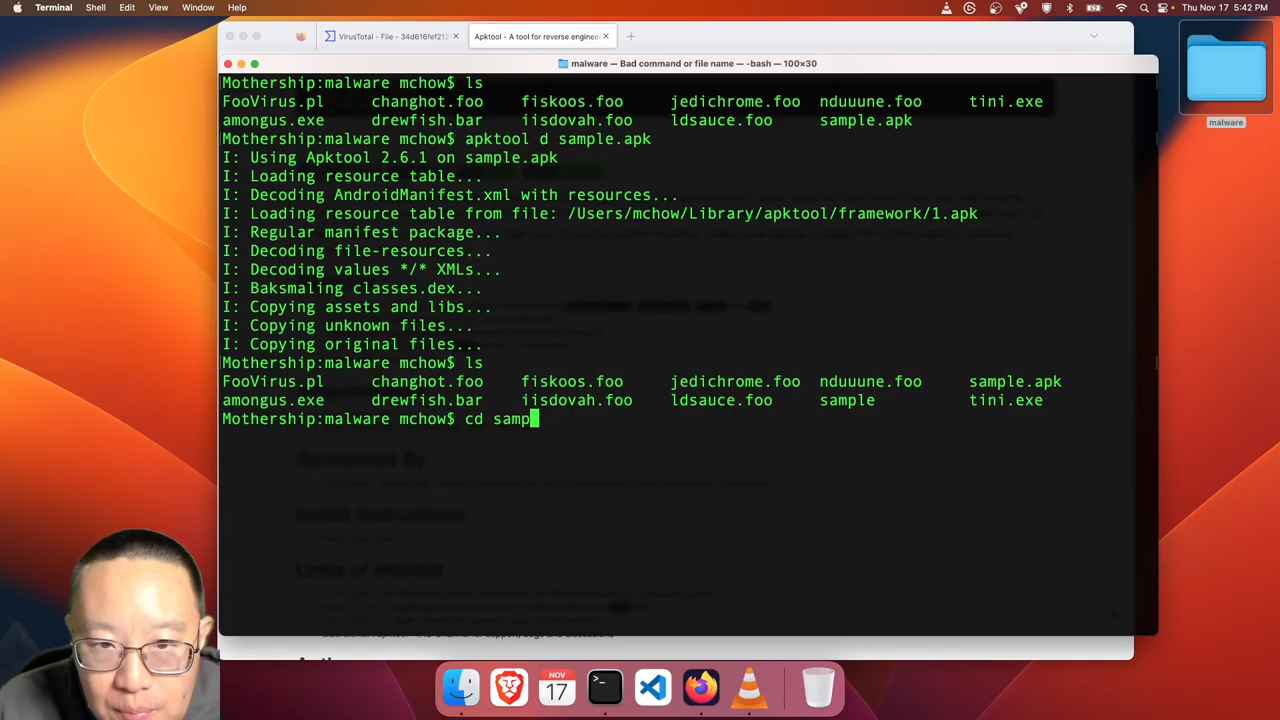 Terminal Shell Edit View Window Help Thu Nov 17 5:42 PM
VirusTotal - File - 34d616fef212 Apktool - A tool for reverse enginee
malware — Bad command or file name — -bash — 100×30
Mothership:malware mchow$ ls
FooVirus.pl changhot.foo fiskoos.foo jedichrome.foo nduuune.foo tini.exe
amongus.exe drewfish.bar iisdovah.foo ldsauce.foo sample.apk
Mothership:malware mchow$ apktool d sample.apk
I: Using Apktool 2.6.1 on sample.apk
I: Loading resource table...
I: Decoding AndroidManifest.xml with resources...
I: Loading resource table from file: /Users/mchow/Library/apktool/framework/1.apk
I: Regular manifest package...
I: Decoding file-resources...
I: Decoding values */* XMLs...
I: Baksmaling classes.dex...
I: Copying assets and libs...
I: Copying unknown files...
I: Copying original files...
Mothership:malware mchow$ ls
FooVirus.pl changhot.foo fiskoos.foo jedichrome.foo nduuune.foo sample.apk
amongus.exe drewfish.bar iisdovah.foo ldsauce.foo sample tini.exe
Mothership:malware mchow$ cd samp
Sponsored By
Install Instructions
Links of Interest
malware
NOV
17